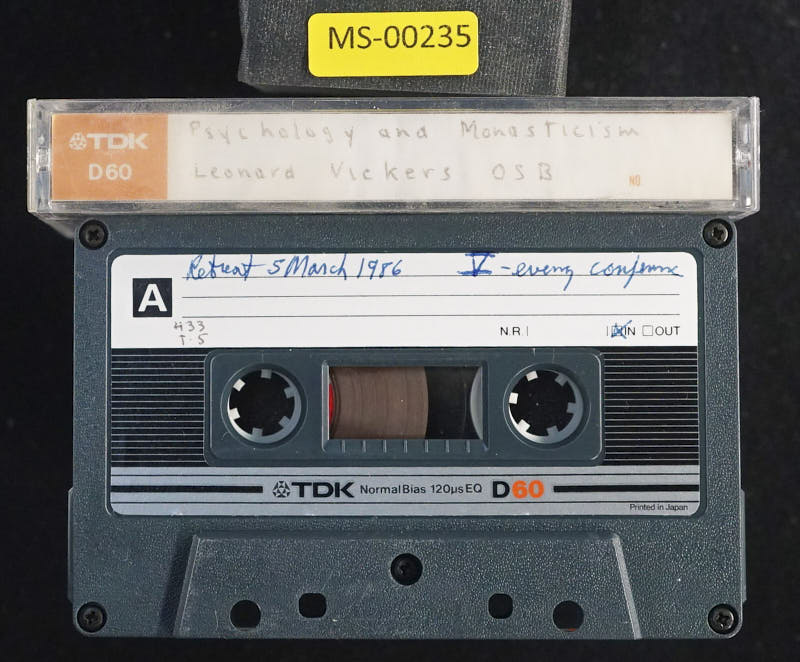 MS-00235
TDK
D60
Psychology and Monasticism
Leonard Vickers OSB
NO
Retreat 5 March 1986 V - evening conference
A
433
T.5
N.R IN OUT
TDK Normal Bias 120µs EQ D60
Printed in Japan